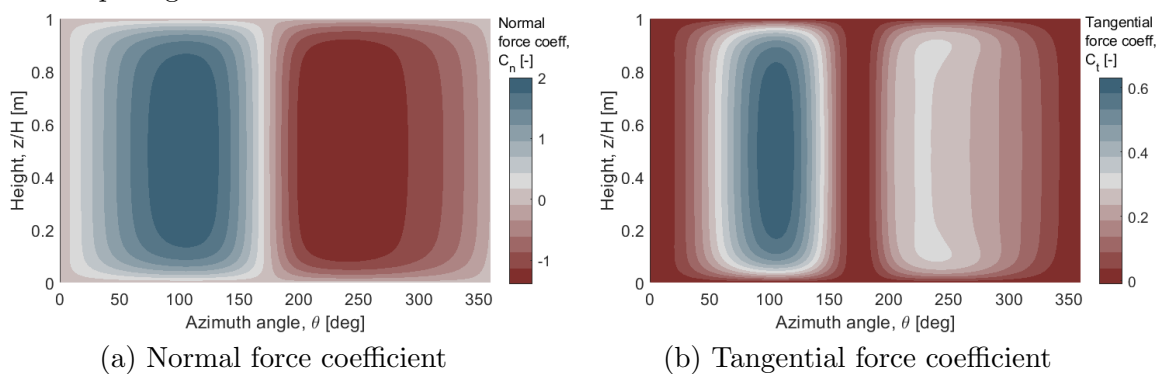 Normal
force coeff,
C_n [-]
Tangential
force coeff,
C_t [-]
1
0.8
0.6
0.4
0.2
0
Height, z/H [m]
0 50 100 150 200 250 300 350
Azimuth angle, θ [deg]
2
1
0
-1
1
0.8
0.6
0.4
0.2
0
Height, z/H [m]
0 50 100 150 200 250 300 350
Azimuth angle, θ [deg]
0.6
0.4
0.2
0
(a) Normal force coefficient
(b) Tangential force coefficient